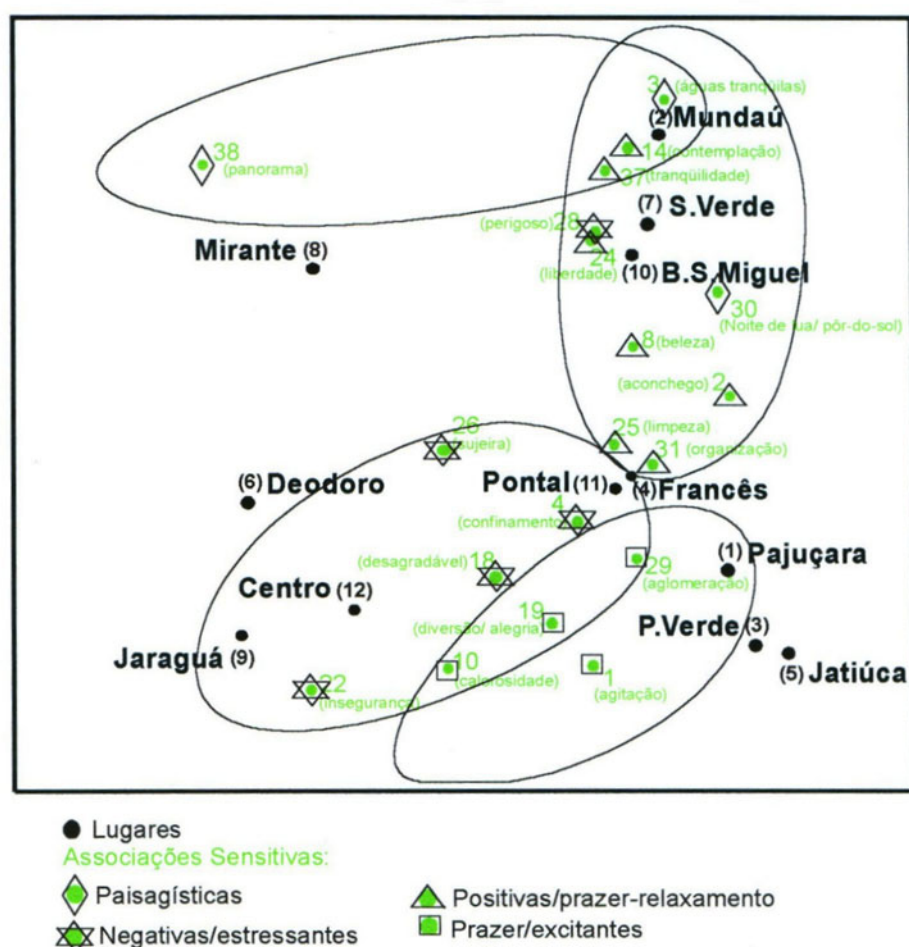 3 (águas tranqüilas)
(2) Mundaú
38
(panorama)
14 (contemplação)
37 (tranqüilidade)
(7) S.Verde
(perigoso) 28
Mirante (8)
24
(liberdade)
(10) B.S.Miguel
30
(Noite de lua/ pôr-do-sol)
8 (beleza)
(aconchego) 2
26
(sujeira)
25 (limpeza)
31 (organização)
(6) Deodoro
Pontal (11)
(4) Francês
4
(confinamento)
(1) Pajuçara
(desagradável) 18
29
(aglomeração)
Centro (12)
19
(diversão/ alegria)
P.Verde (3)
Jaraguá (9)
(5) Jatiúca
10
(calorosidade)
1
(agitação)
22
(insegurança)
Lugares
Associações Sensitivas:
Paisagísticas
Positivas/prazer-relaxamento
Negativas/estressantes
Prazer/excitantes